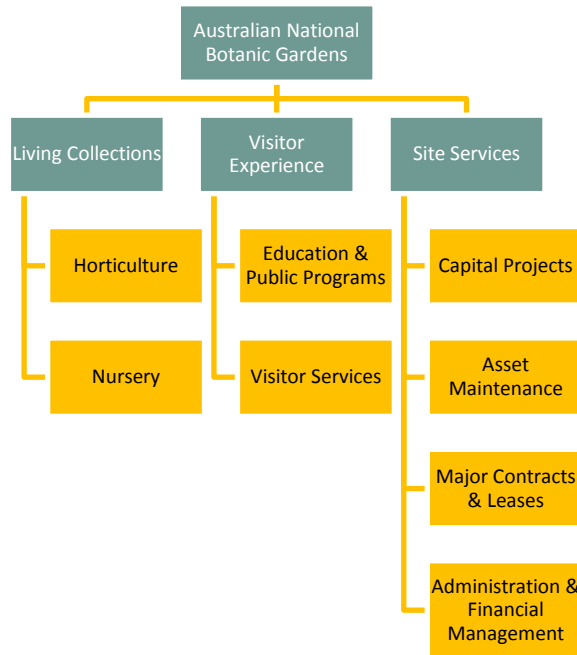 Australian National
Botanic Gardens
Living Collections
Visitor
Experience
Site Services
Horticulture
Education &
Public Programs
Capital Projects
Nursery
Visitor Services
Asset
Maintenance
Major Contracts
& Leases
Administration &
Financial
Management